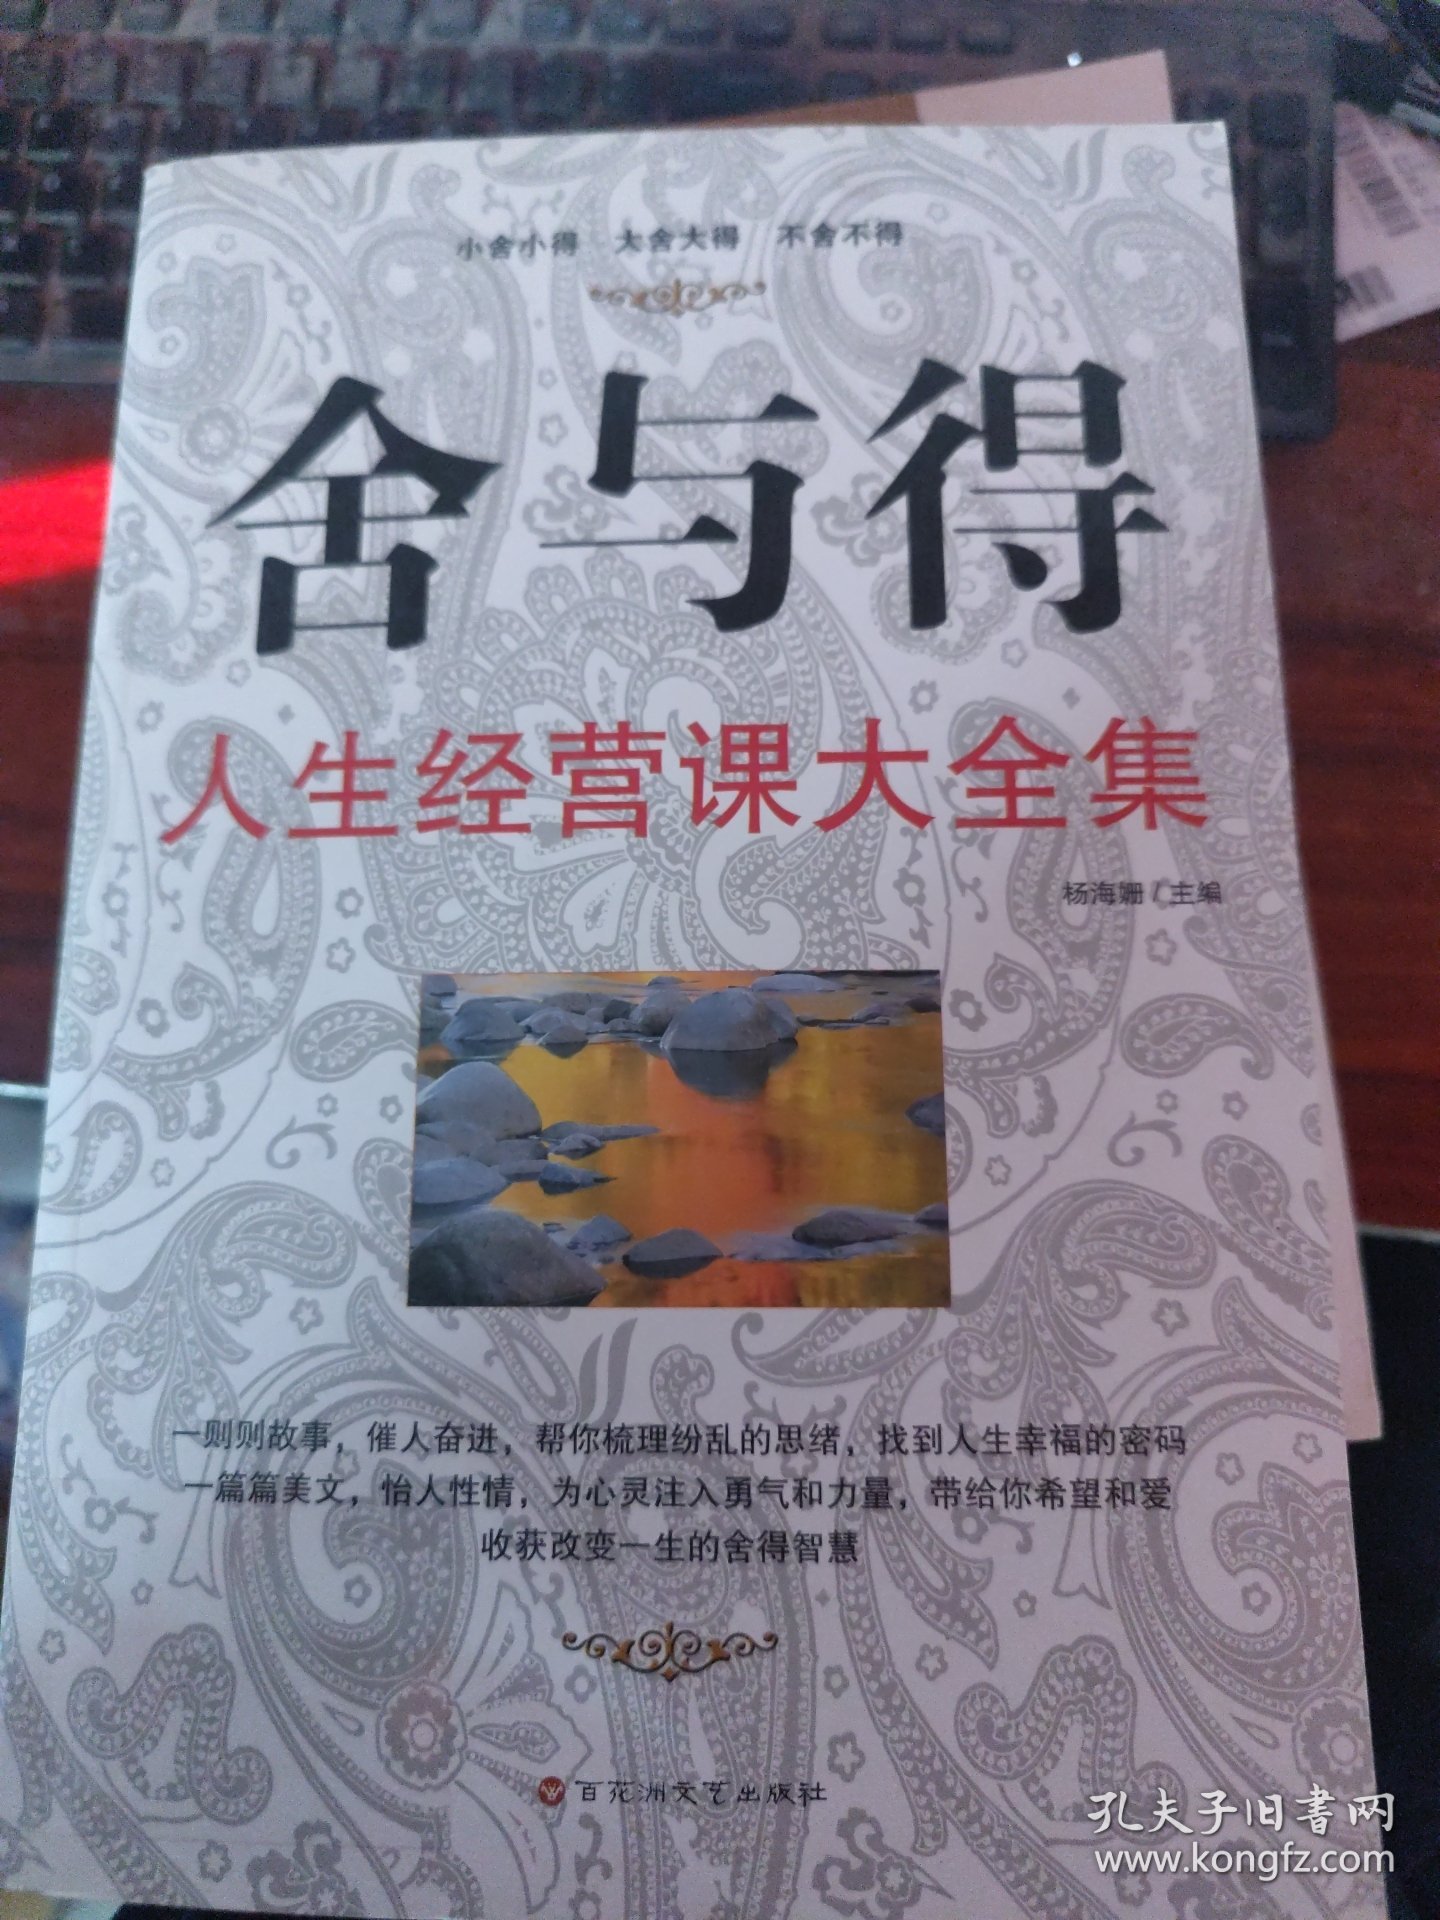 小舍小得 大舍大得 不舍不得
舍与得
人生经营课大全集
杨海姗/主编
一则则故事，催人奋进，帮你梳理纷乱的思绪，找到人生幸福的密码
一篇篇美文，怡人性情，为心灵注入勇气和力量，带给你希望和爱
收获改变一生的舍得智慧
百花洲文艺出版社
孔夫子旧書网
www.kongfz.com